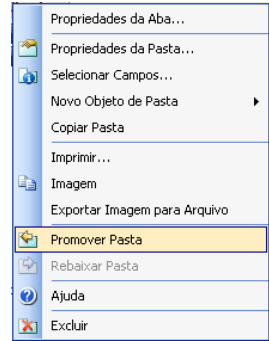 Propriedades da Aba...
Propriedades da Pasta...
Selecionar Campos...
Novo Objeto de Pasta
Copiar Pasta
Imprimir...
Imagem
Exportar Imagem para Arquivo
Promover Pasta
Rebaixar Pasta
Ajuda
Excluir